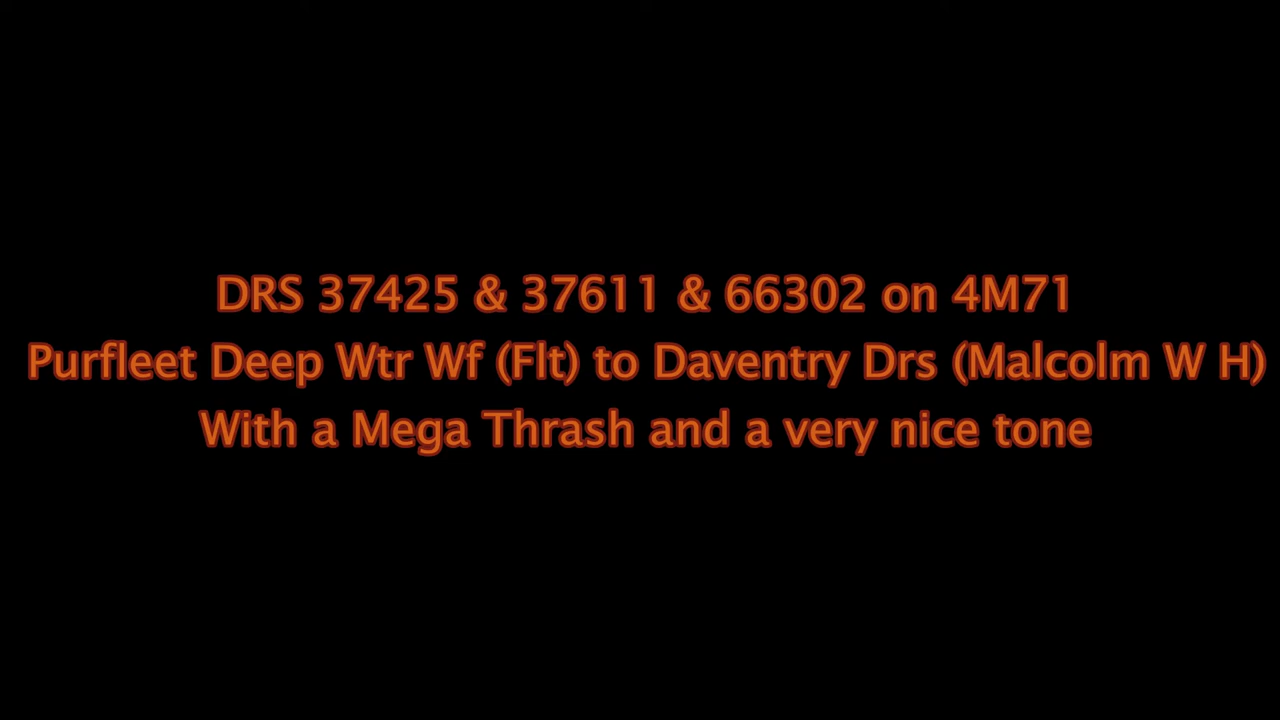 DRS 37425 & 37611 & 66302 on 4M71
Purfleet Deep Wtr Wf (Flt) to Daventry Drs (Malcolm W H)
With a Mega Thrash and a very nice tone